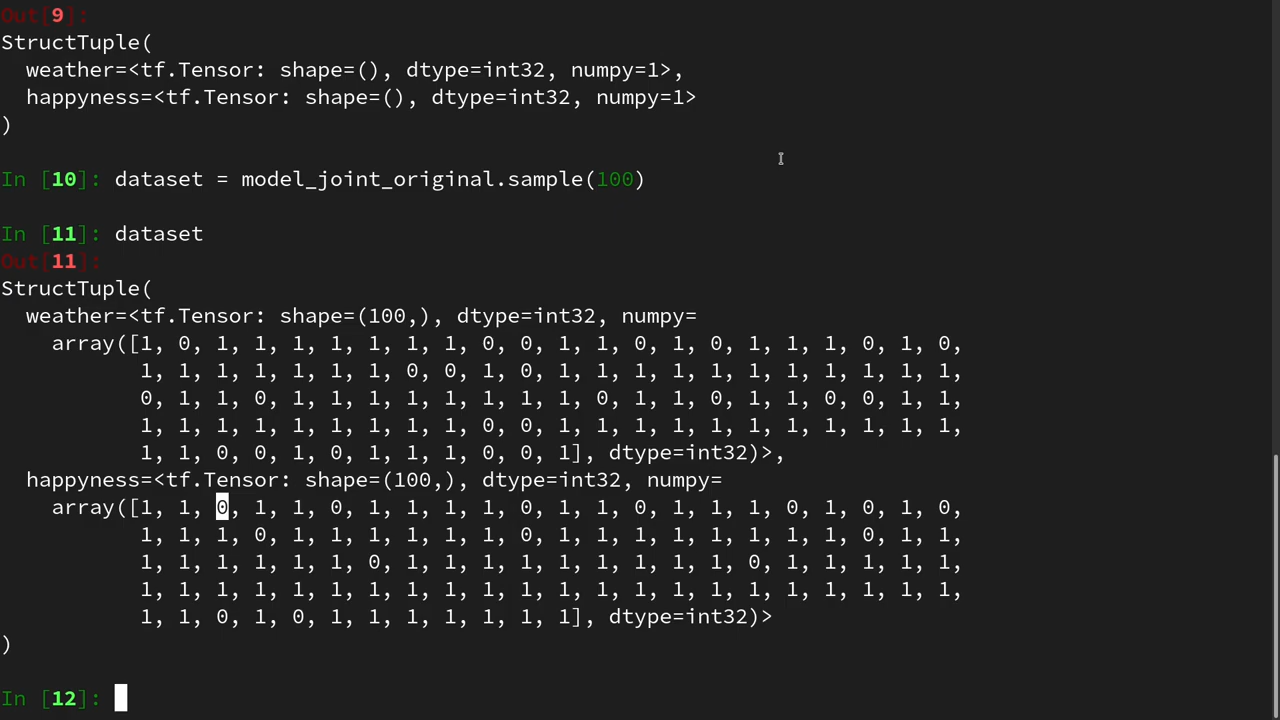 Out[9]:
StructTuple(
  weather=<tf.Tensor: shape=(), dtype=int32, numpy=1>,
  happyness=<tf.Tensor: shape=(), dtype=int32, numpy=1>
)
In [10]: dataset = model_joint_original.sample(100)
In [11]: dataset
Out[11]:
StructTuple(
  weather=<tf.Tensor: shape=(100,), dtype=int32, numpy=
    array([1, 0, 1, 1, 1, 1, 1, 1, 1, 0, 0, 1, 1, 0, 1, 0, 1, 1, 1, 0, 1, 0,
           1, 1, 1, 1, 1, 1, 1, 0, 0, 1, 0, 1, 1, 1, 1, 1, 1, 1, 1, 1, 1, 1,
           0, 1, 1, 0, 1, 1, 1, 1, 1, 1, 1, 1, 0, 1, 1, 0, 1, 1, 0, 0, 1, 1,
           1, 1, 1, 1, 1, 1, 1, 1, 1, 0, 0, 1, 1, 1, 1, 1, 1, 1, 1, 1, 1, 1,
           1, 1, 0, 0, 1, 0, 1, 1, 1, 0, 0, 1], dtype=int32)>,
  happyness=<tf.Tensor: shape=(100,), dtype=int32, numpy=
    array([1, 1, 0, 1, 1, 0, 1, 1, 1, 1, 0, 1, 1, 0, 1, 1, 1, 0, 1, 0, 1, 0,
           1, 1, 1, 0, 1, 1, 1, 1, 1, 1, 0, 1, 1, 1, 1, 1, 1, 1, 1, 0, 1, 1,
           1, 1, 1, 1, 1, 1, 0, 1, 1, 1, 1, 1, 1, 1, 1, 1, 0, 1, 1, 1, 1, 1,
           1, 1, 1, 1, 1, 1, 1, 1, 1, 1, 1, 1, 1, 1, 1, 1, 1, 1, 1, 1, 1, 1,
           1, 1, 0, 1, 0, 1, 1, 1, 1, 1, 1, 1], dtype=int32)>
)
In [12]: